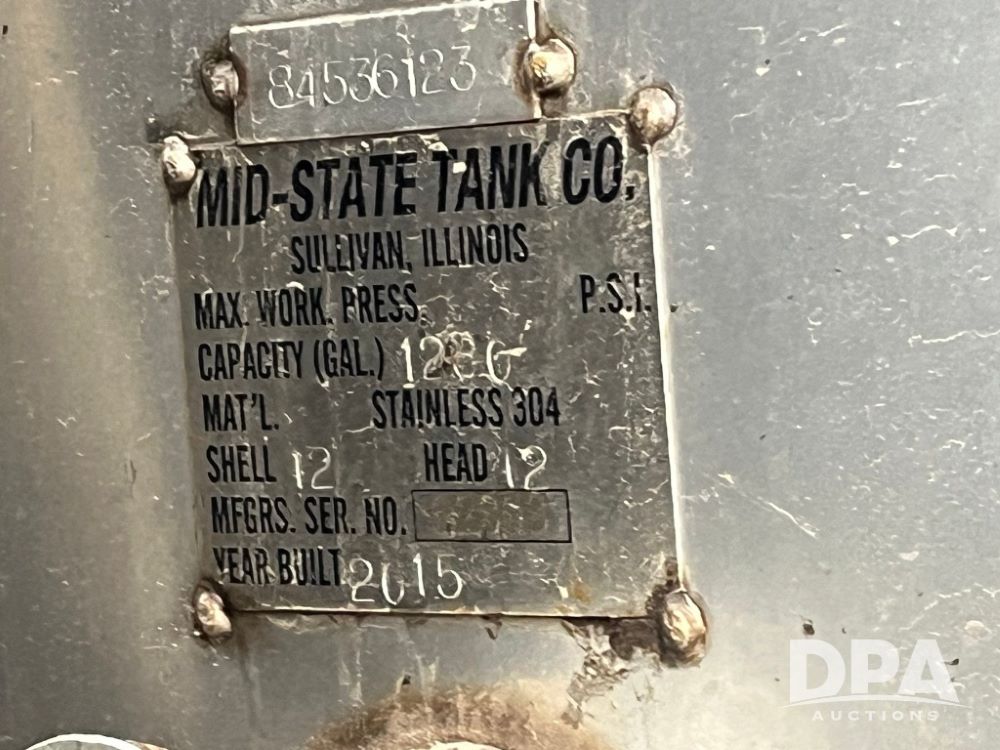 84536123
MID-STATE TANK CO.
SULLIVAN, ILLINOIS
MAX. WORK. PRESS. P.S.I.
CAPACITY (GAL.)
MAT'L. STAINLESS 304
SHELL 12 HEAD 12
MFGRS. SER. NO.
YEAR BUILT 2015
DPA
AUCTIONS